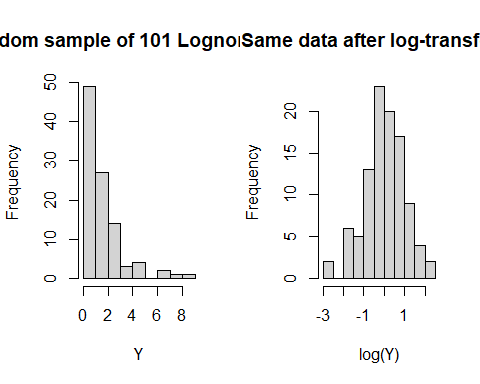 dom sample of 101 Lognor
Same data after log-transf
Frequency
50
40
30
20
10
0
0 2 4 6 8
Y
Frequency
20
15
10
5
0
-3 -1 1
log(Y)